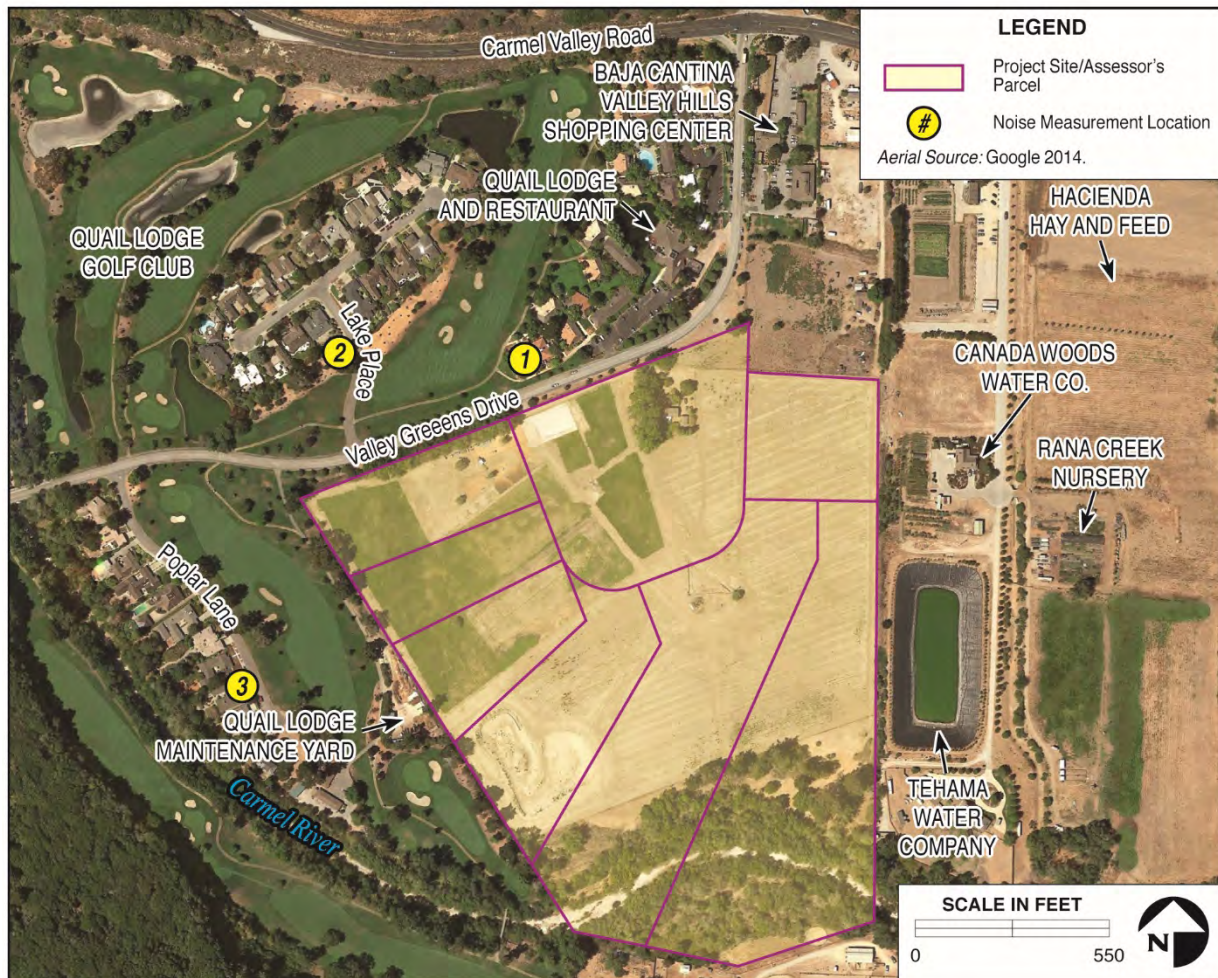 Carmel Valley Road
BAJA CANTINA
VALLEY HILLS
SHOPPING CENTER
QUAIL LODGE
AND RESTAURANT
QUAIL LODGE
GOLF CLUB
Lake Place
1
2
Valley Greeens Drive
Poplar Lane
3
QUAIL LODGE
MAINTENANCE YARD
Carmel River
LEGEND
Project Site/Assessor's
Parcel
#
Noise Measurement Location
Aerial Source: Google 2014.
HACIENDA
HAY AND FEED
CANADA WOODS
WATER CO.
RANA CREEK
NURSERY
TEHAMA
WATER
COMPANY
SCALE IN FEET
0
550
N